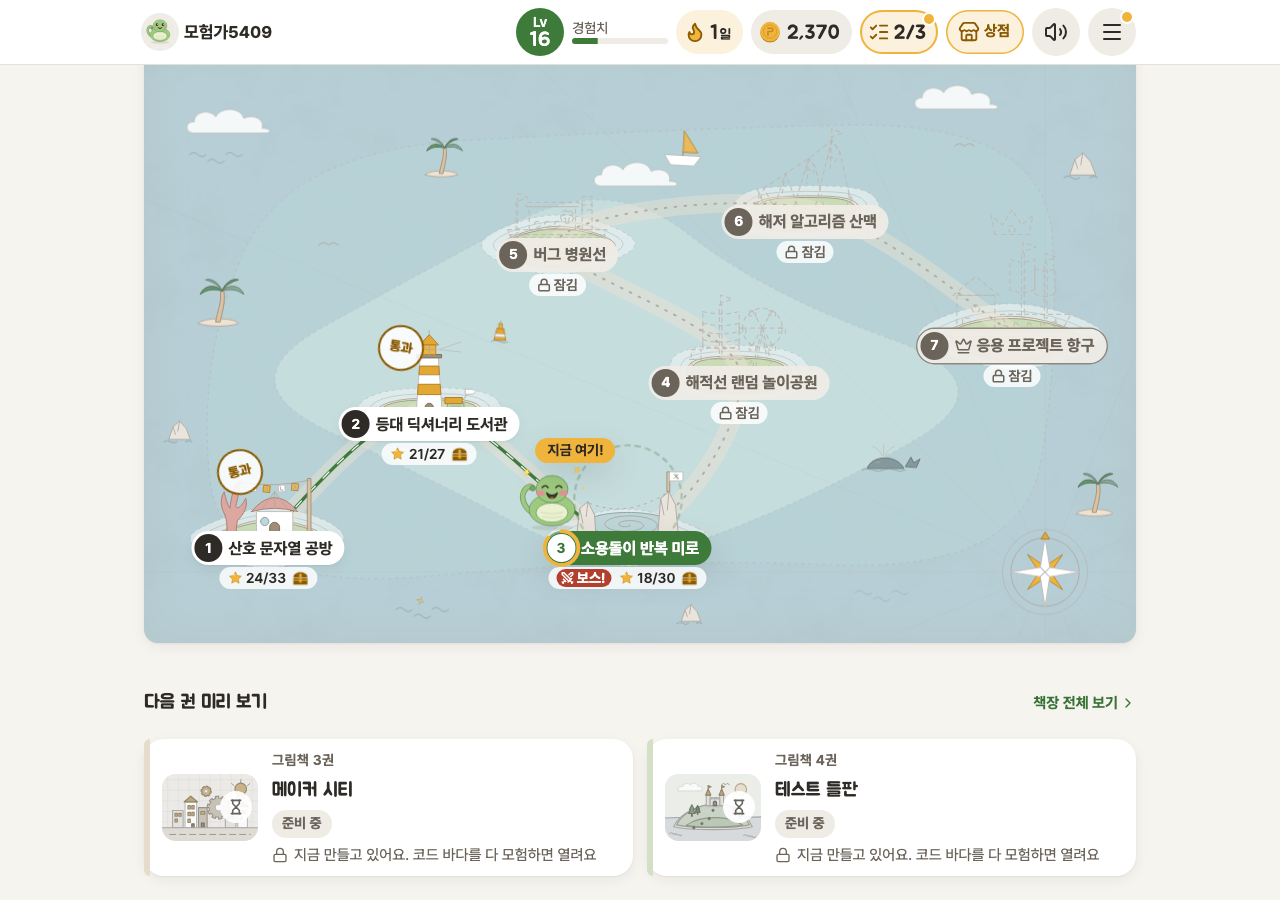 모험가5409
Lv
16
경험치
1일
2,370
2/3
상점
6 해저 알고리즘 산맥
잠김
5 버그 병원선
잠김
7 응용 프로젝트 항구
잠김
통과
4 해적선 랜덤 놀이공원
잠김
2 등대 딕셔너리 도서관
21/27
지금 여기!
통과
1 산호 문자열 공방
24/33
3 소용돌이 반복 미로
보스! 18/30
다음 권 미리 보기
책장 전체 보기
그림책 3권
메이커 시티
준비 중
지금 만들고 있어요. 코드 바다를 다 모험하면 열려요
그림책 4권
테스트 들판
준비 중
지금 만들고 있어요. 코드 바다를 다 모험하면 열려요